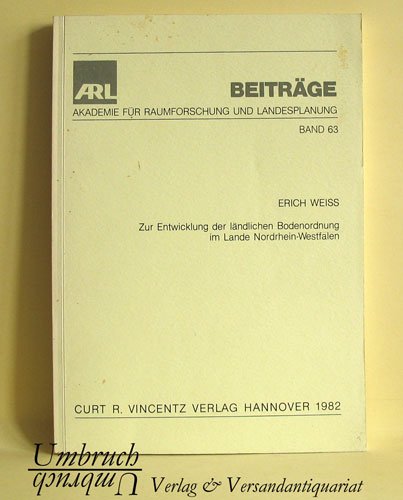 ARL
BEITRÄGE
AKADEMIE FÜR RAUMFORSCHUNG UND LANDESPLANUNG
BAND 63
ERICH WEISS
Zur Entwicklung der ländlichen Bodenordnung
im Lande Nordrhein-Westfalen
CURT R. VINCENTZ VERLAG HANNOVER 1982
Umbruch
Umbruch
Verlag & Versandantiquariat